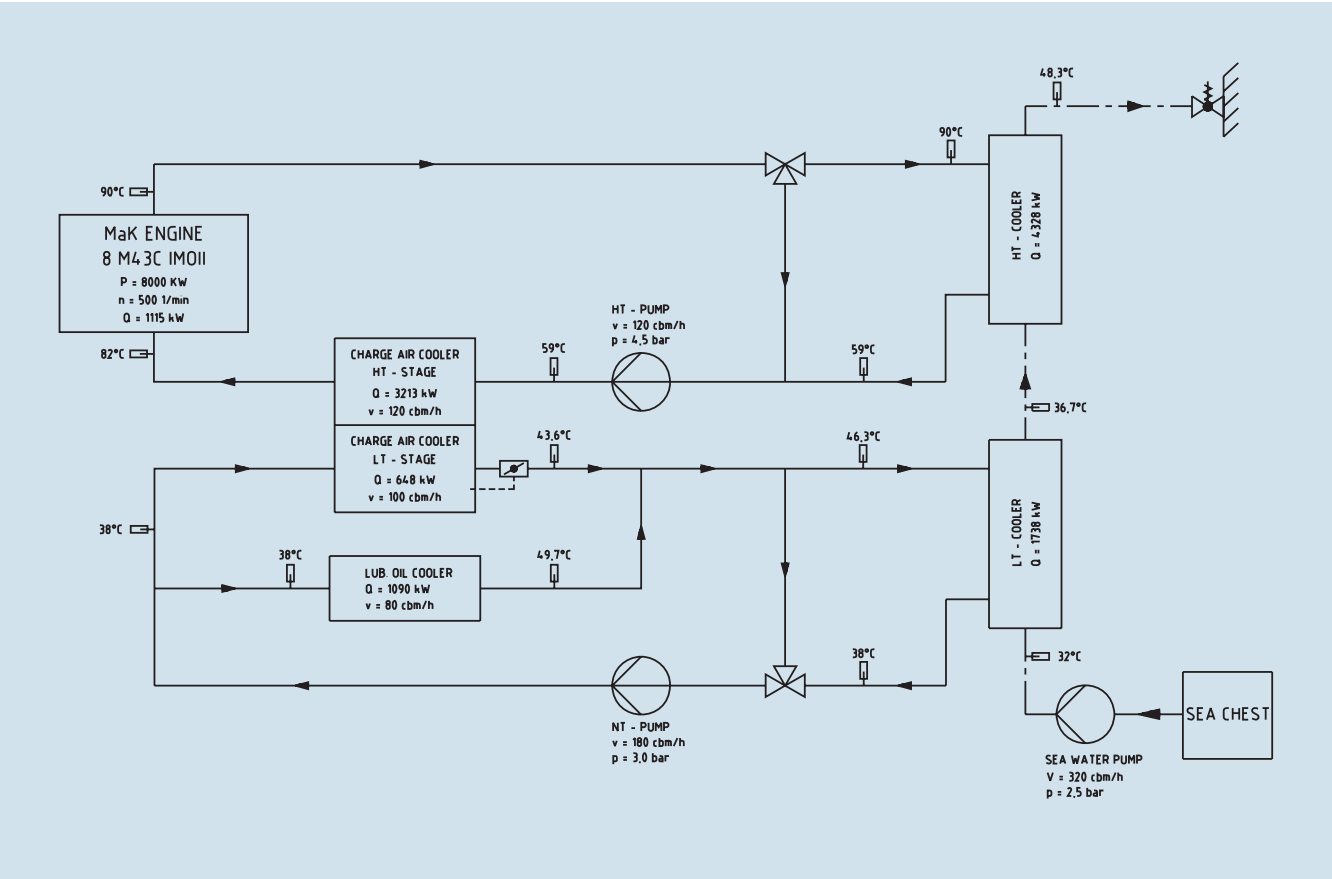 48,3°C
90°C
90°C
MaK ENGINE
8 M43C IMOII
P = 8000 KW
n = 500 1/min
Q = 1115 kW
HT - COOLER
Q = 4328 kW
82°C
CHARGE AIR COOLER
HT - STAGE
Q = 3213 kW
v = 120 cbm/h
59°C
HT - PUMP
v = 120 cbm/h
p = 4,5 bar
59°C
36,7°C
CHARGE AIR COOLER
LT - STAGE
Q = 648 kW
v = 100 cbm/h
43,6°C
46,3°C
38°C
LT - COOLER
Q = 1738 kW
38°C
LUB. OIL COOLER
Q = 1090 kW
v = 80 cbm/h
49,7°C
38°C
32°C
NT - PUMP
v = 180 cbm/h
p = 3,0 bar
SEA CHEST
SEA WATER PUMP
V = 320 cbm/h
p = 2,5 bar